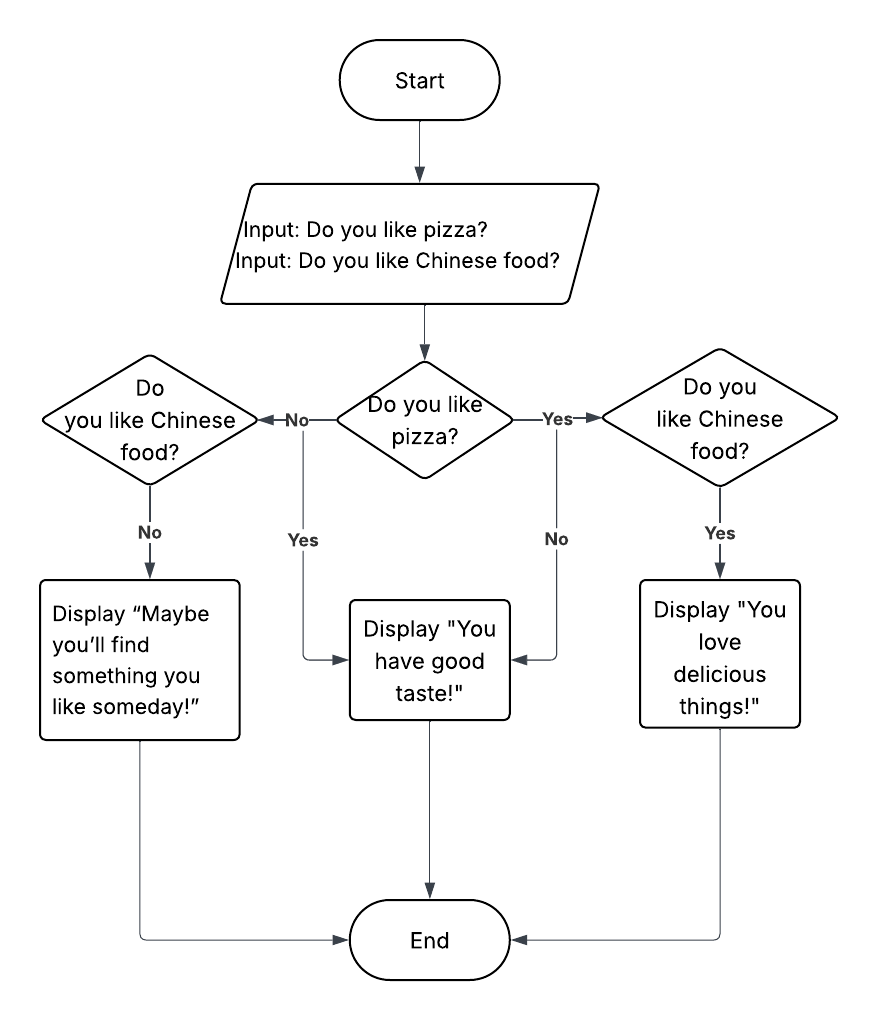 Start
Input: Do you like pizza?
Input: Do you like Chinese food?
Do
you like Chinese
food?
No
Do you like
pizza?
Yes
Do you
like Chinese
food?
No
Yes
No
Yes
Display “Maybe
you’ll find
something you
like someday!”
Display "You
have good
taste!"
Display "You
love
delicious
things!"
End